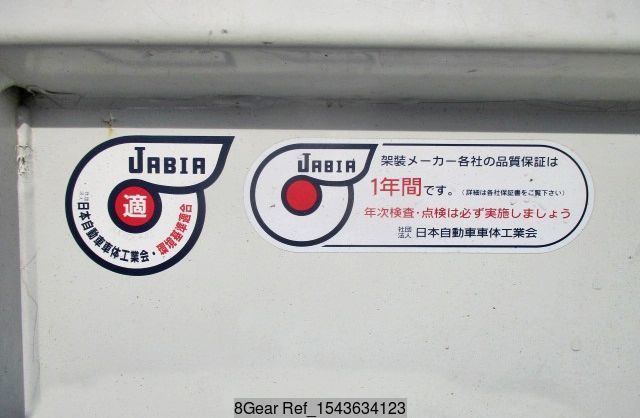 JABIA
適
社団法人 日本自動車車体工業会・環境基準適合
JABIA
架装メーカー各社の品質保証は
1年間です。(詳細は各社保証書をご覧下さい)
年次検査・点検は必ず実施しましょう
社団法人 日本自動車車体工業会
8Gear Ref_1543634123